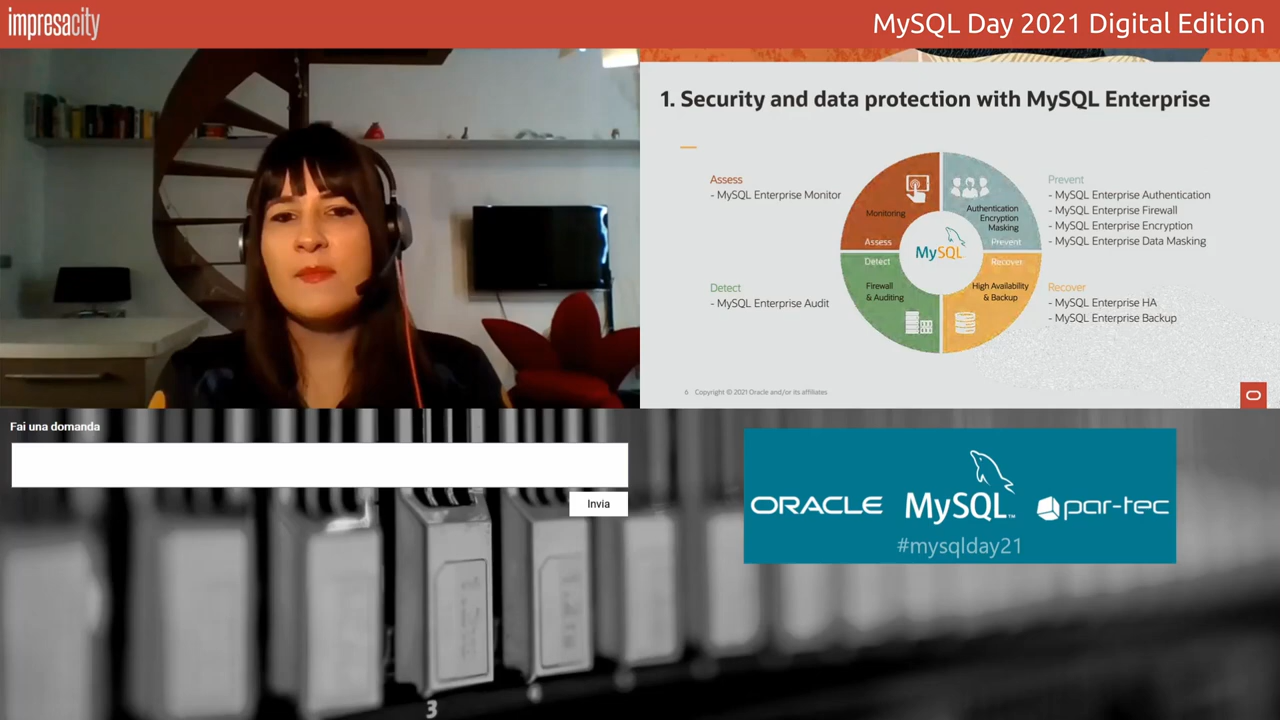 impresacity
MySQL Day 2021 Digital Edition
1. Security and data protection with MySQL Enterprise
Assess
- MySQL Enterprise Monitor
Detect
- MySQL Enterprise Audit
Monitoring
Assess
Authentication
Encryption
Masking
Prevent
MySQL
Detect
Firewall
& Auditing
Recover
High Availability
& Backup
Prevent
- MySQL Enterprise Authentication
- MySQL Enterprise Firewall
- MySQL Enterprise Encryption
- MySQL Enterprise Data Masking
Recover
- MySQL Enterprise HA
- MySQL Enterprise Backup
6 Copyright © 2021 Oracle and/or its affiliates
Fai una domanda
Invia
ORACLE MySQL™ par-tec
#mysqlday21
3
4